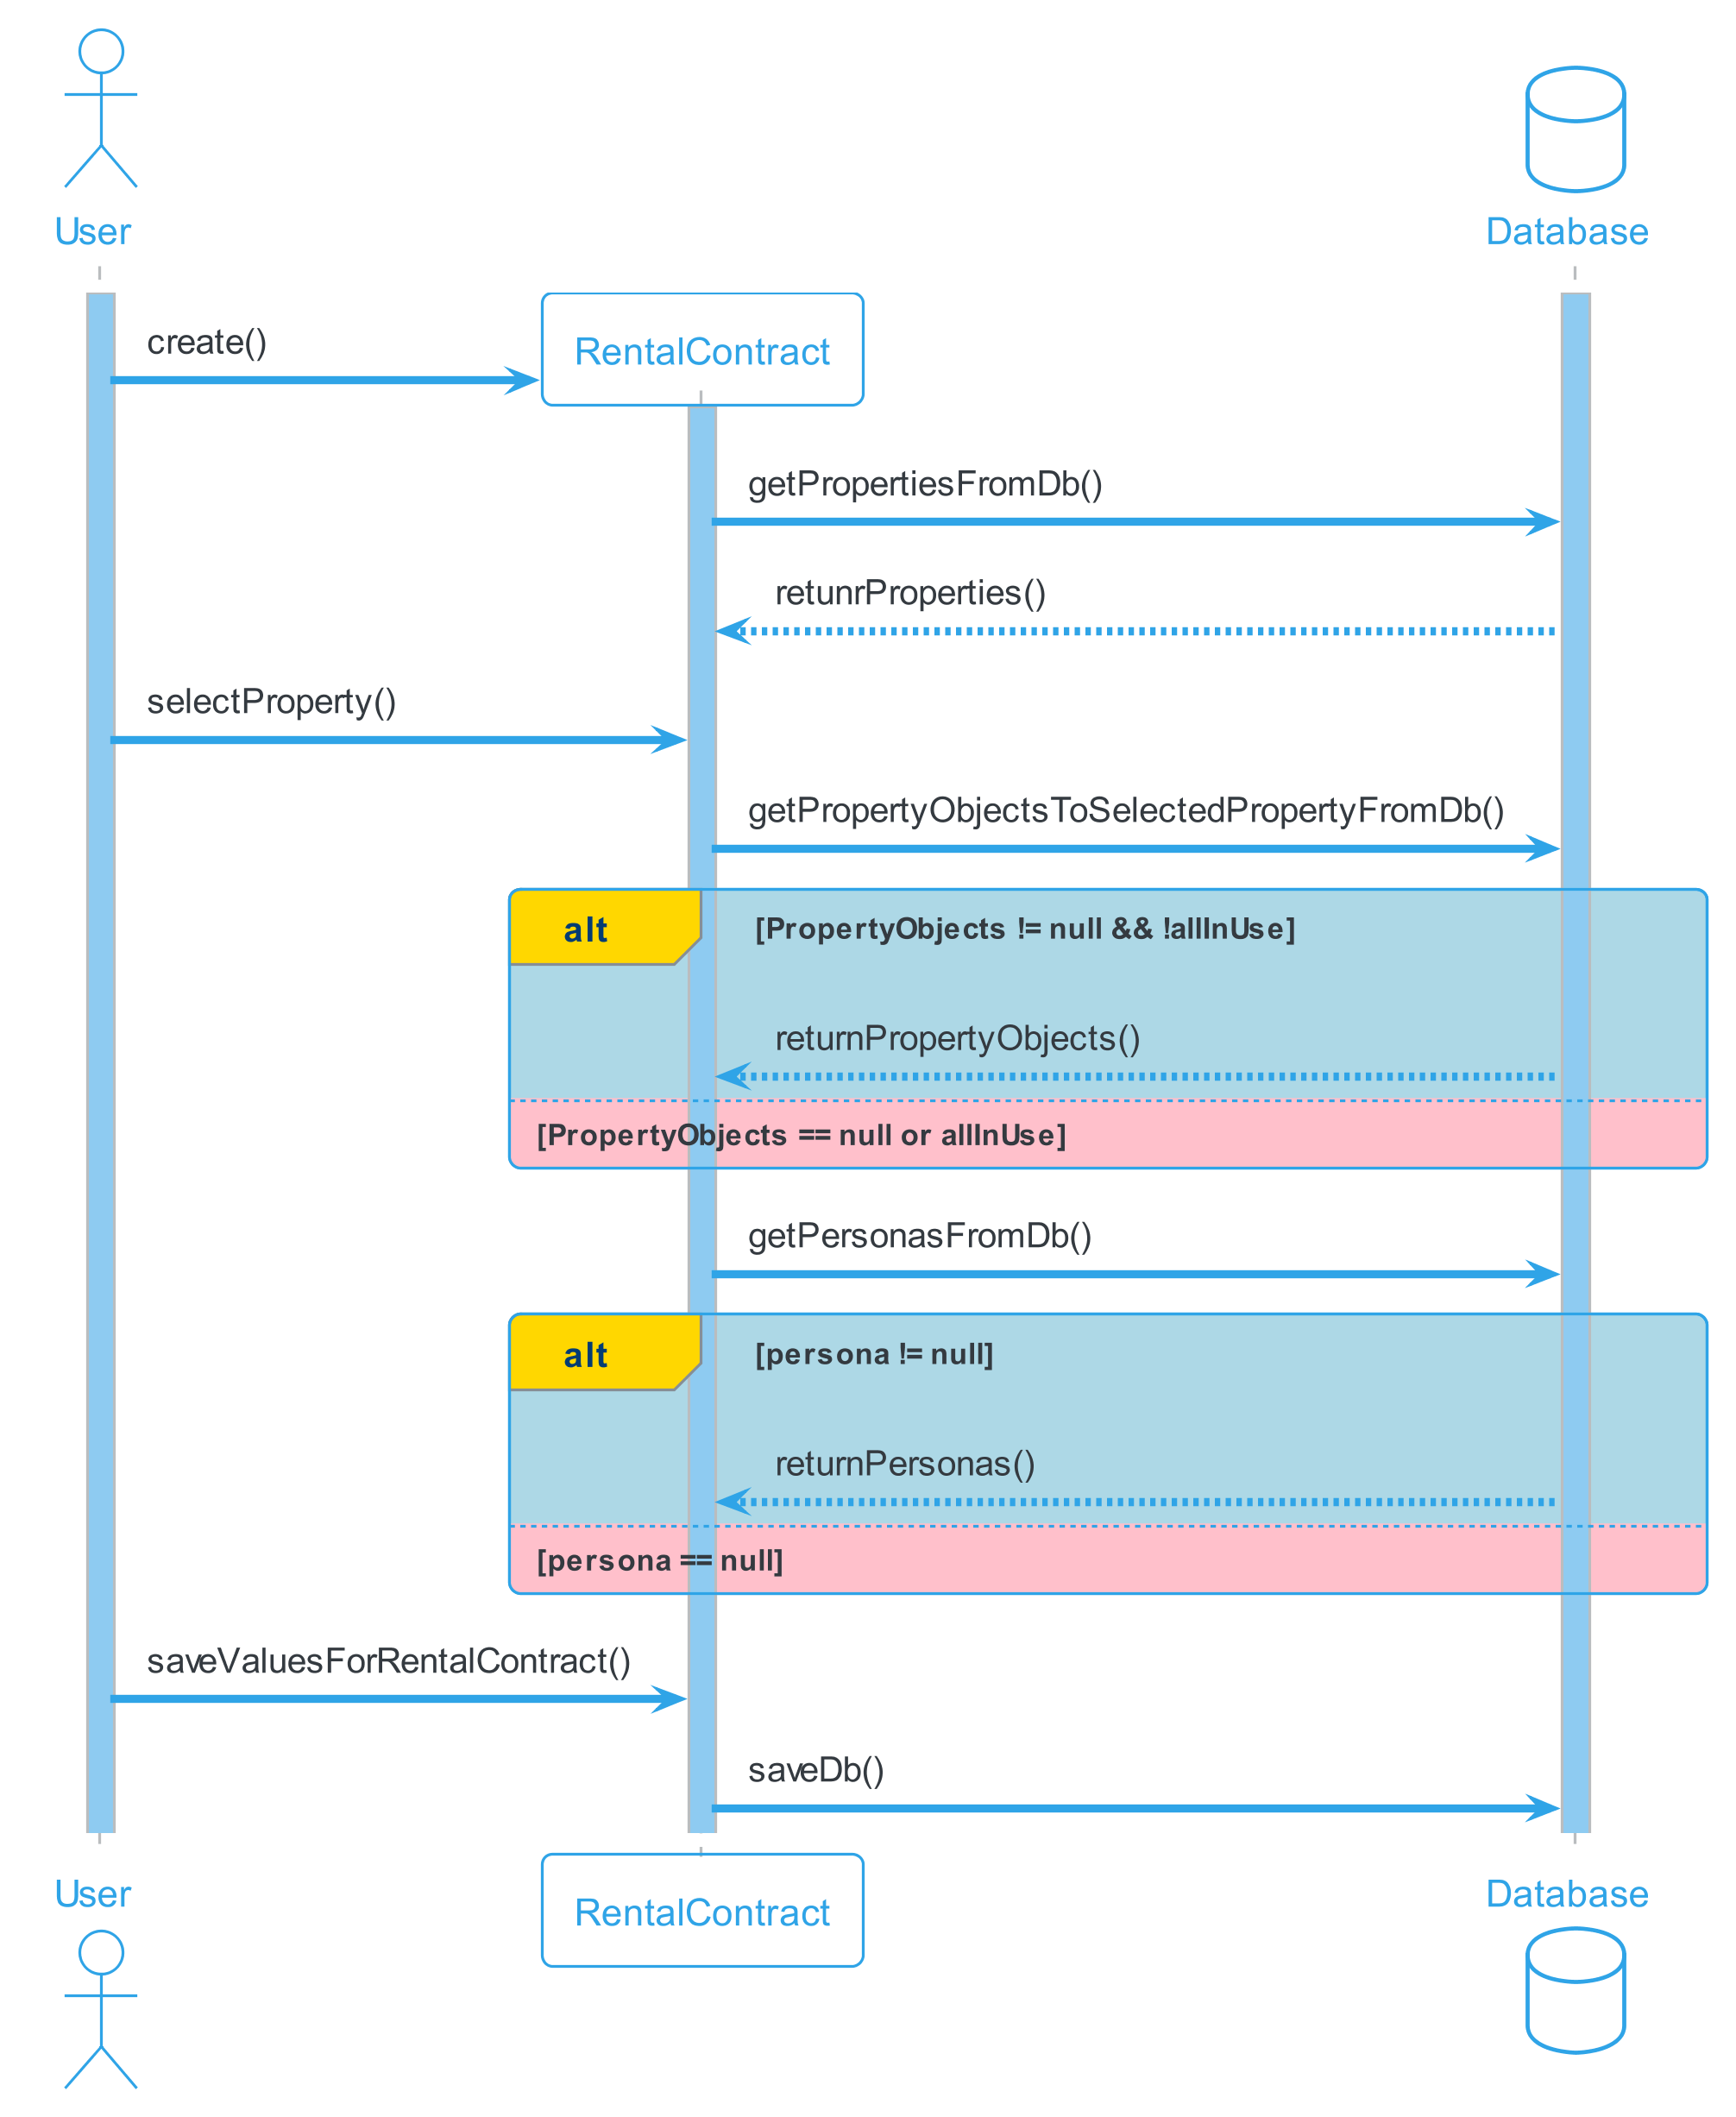 User
Database
create()
RentalContract
getPropertiesFromDb()
retunrProperties()
selectProperty()
getPropertyObjectsToSelectedPropertyFromDb()
alt
[PropertyObjects != null && !allInUse]
returnPropertyObjects()
[PropertyObjects == null or allInUse]
getPersonasFromDb()
alt
[persona != null]
returnPersonas()
[persona == null]
saveValuesForRentalContract()
saveDb()
User
RentalContract
Database